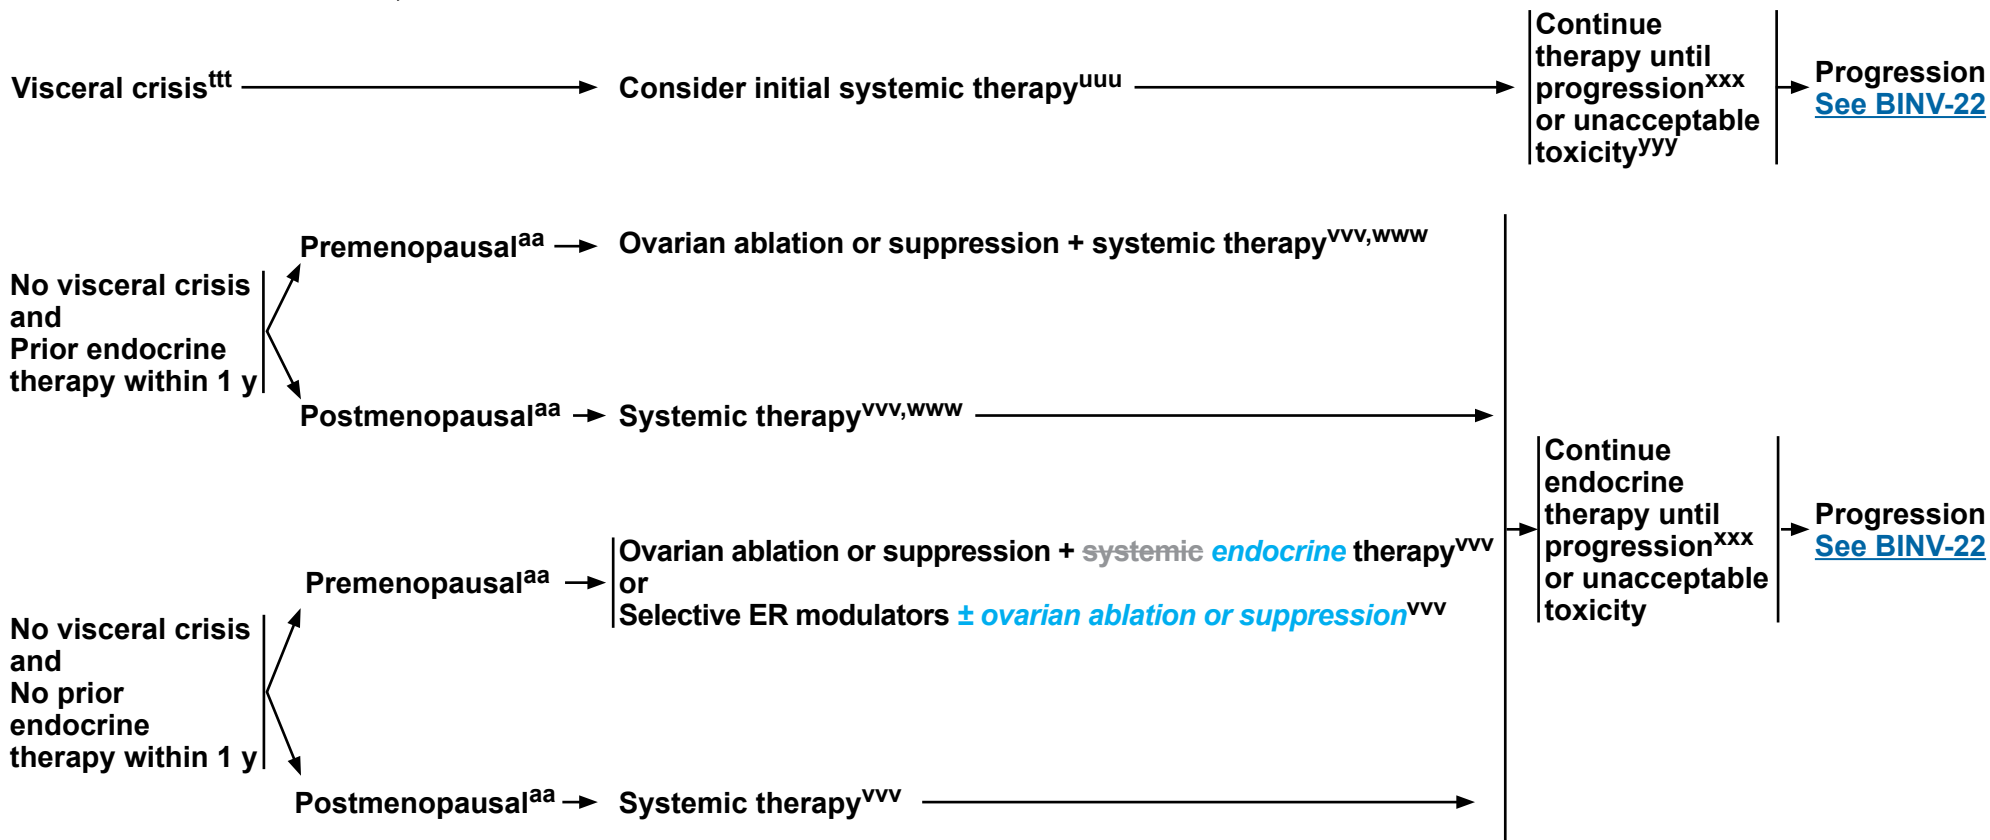 Visceral crisisttt
Consider initial systemic therapyuuu
Continue
therapy until
progressionxxx
or unacceptable
toxicityyyy
Progression
See BINV-22
No visceral crisis
and
Prior endocrine
therapy within 1 y
Premenopausalaa
Ovarian ablation or suppression + systemic therapyvvv,www
Postmenopausalaa
Systemic therapyvvv,www
No visceral crisis
and
No prior
endocrine
therapy within 1 y
Premenopausalaa
Ovarian ablation or suppression + systemic endocrine therapyvvv
or
Selective ER modulators ± ovarian ablation or suppressionvvv
Postmenopausalaa
Systemic therapyvvv
Continue
endocrine
therapy until
progressionxxx
or unacceptable
toxicity
Progression
See BINV-22